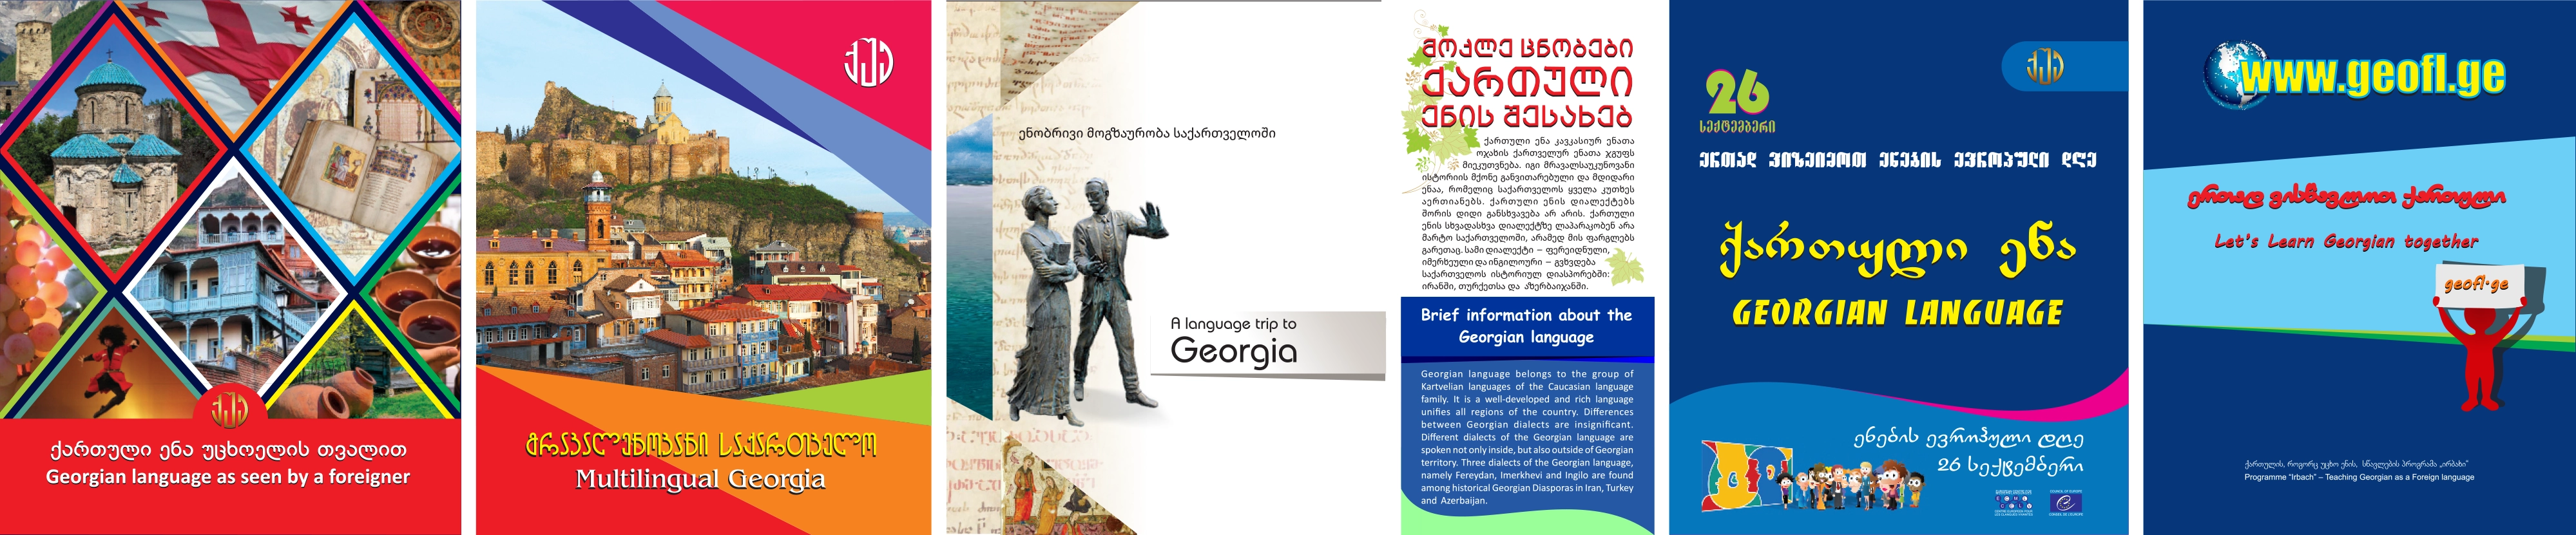 ქართული ენა უცხოელის თვალით
Georgian language as seen by a foreigner
მრავალენოვანი საქართველო
Multilingual Georgia
ენობრივი მოგზაურობა საქართველოში
A language trip to
Georgia
მოკლე ცნობები
ქართული
ენის შესახებ
ქართული ენა კავკასიურ ენათა
ოჯახის ქართველურ ენათა ჯგუფს
მიეკუთვნება. იგი მრავალსაუკუნოვანი
ისტორიის მქონე განვითარებული და მდიდარი
ენაა, რომელიც საქართველოს ყველა კუთხეს
აერთიანებს. ქართული ენის დიალექტებს
შორის დიდი განსხვავება არ არის. ქართული
ენის სხვადასხვა დიალექტზე ლაპარაკობენ არა
მარტო საქართველოში, არამედ მის ფარგლებს
გარეთაც. სამი დიალექტი – ფერეიდნული,
იმერხეული და ინგილოური – გვხვდება
საქართველოს ისტორიულ დიასპორებში:
ირანში, თურქეთსა და აზერბაიჯანში.
Brief information about the
Georgian language
Georgian language belongs to the group of
Kartvelian languages of the Caucasian language
family. It is a well-developed and rich language
unifies all regions of the country. Differences
between Georgian dialects are insignificant.
Different dialects of the Georgian language are
spoken not only inside, but also outside of Georgian
territory. Three dialects of the Georgian language,
namely Fereydan, Imerkhevi and Ingilo are found
among historical Georgian Diasporas in Iran, Turkey
and Azerbaijan.
26
სექტემბერი
ერთად ვიზეიმოთ ენების ევროპული დღე
ქართული ენა
GEORGIAN LANGUAGE
ენების ევროპული დღე
26 სექტემბერი
COUNCIL OF EUROPE
CONSEIL DE L'EUROPE
www.geofl.ge
ერთად ვისწავლოთ ქართული
Let's Learn Georgian together
geofl.ge
ქართულის, როგორც უცხო ენის, სწავლების პროგრამა „ირბახი“
Programme "Irbach" – Teaching Georgian as a Foreign language